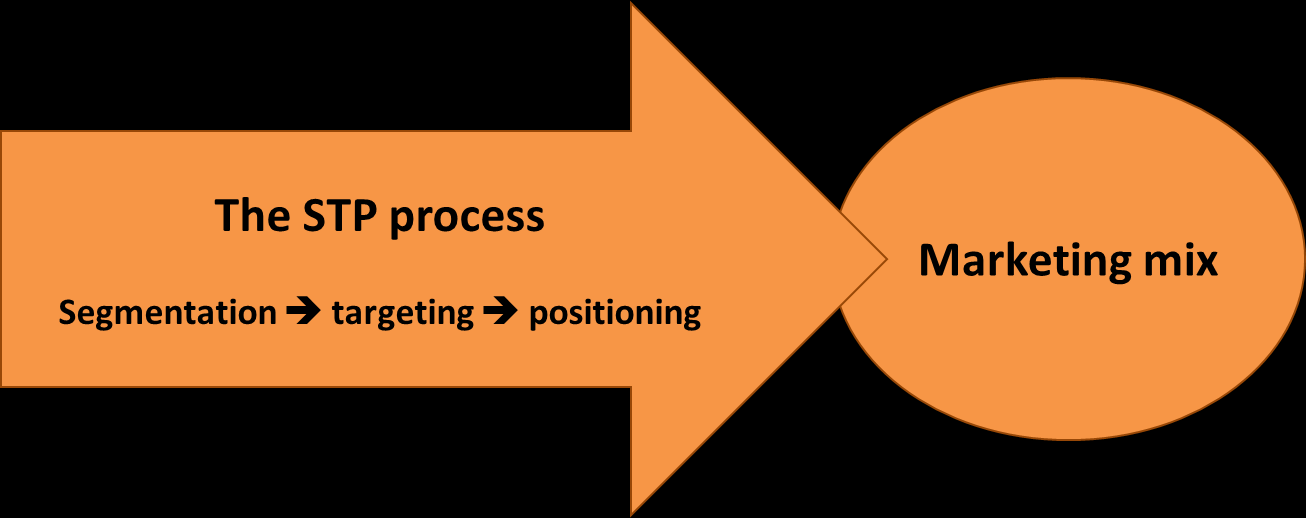 The STP process
Segmentation ➔ targeting ➔ positioning
Marketing mix